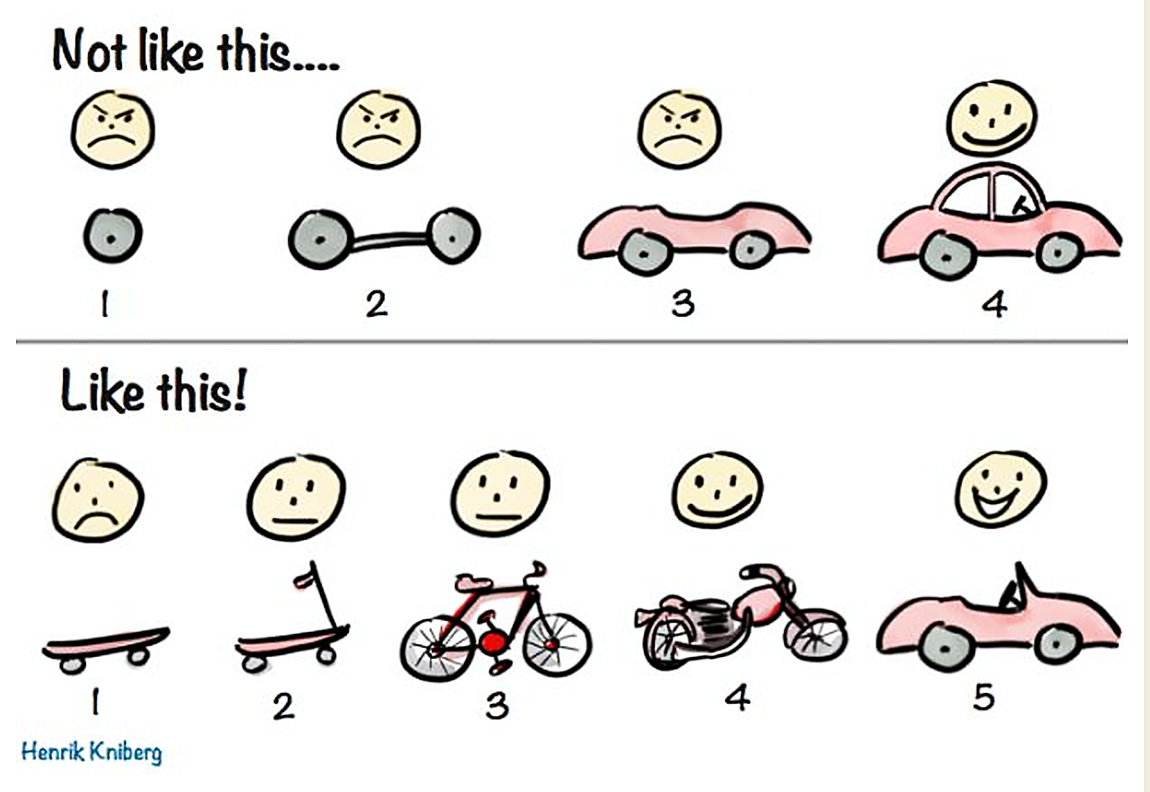 Not like this....
1 2 3 4
Like this!
1 2 3 4 5
Henrik Kniberg